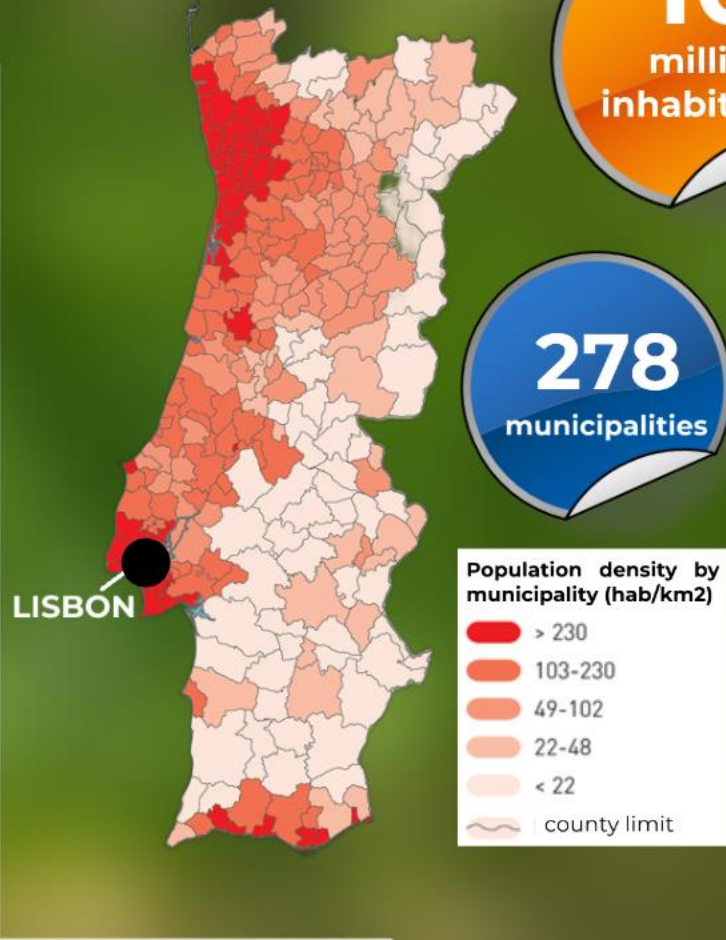 milli
inhabit
278
municipalities
LISBON
Population density by
municipality (hab/km2)
> 230
103-230
49-102
22-48
< 22
county limit